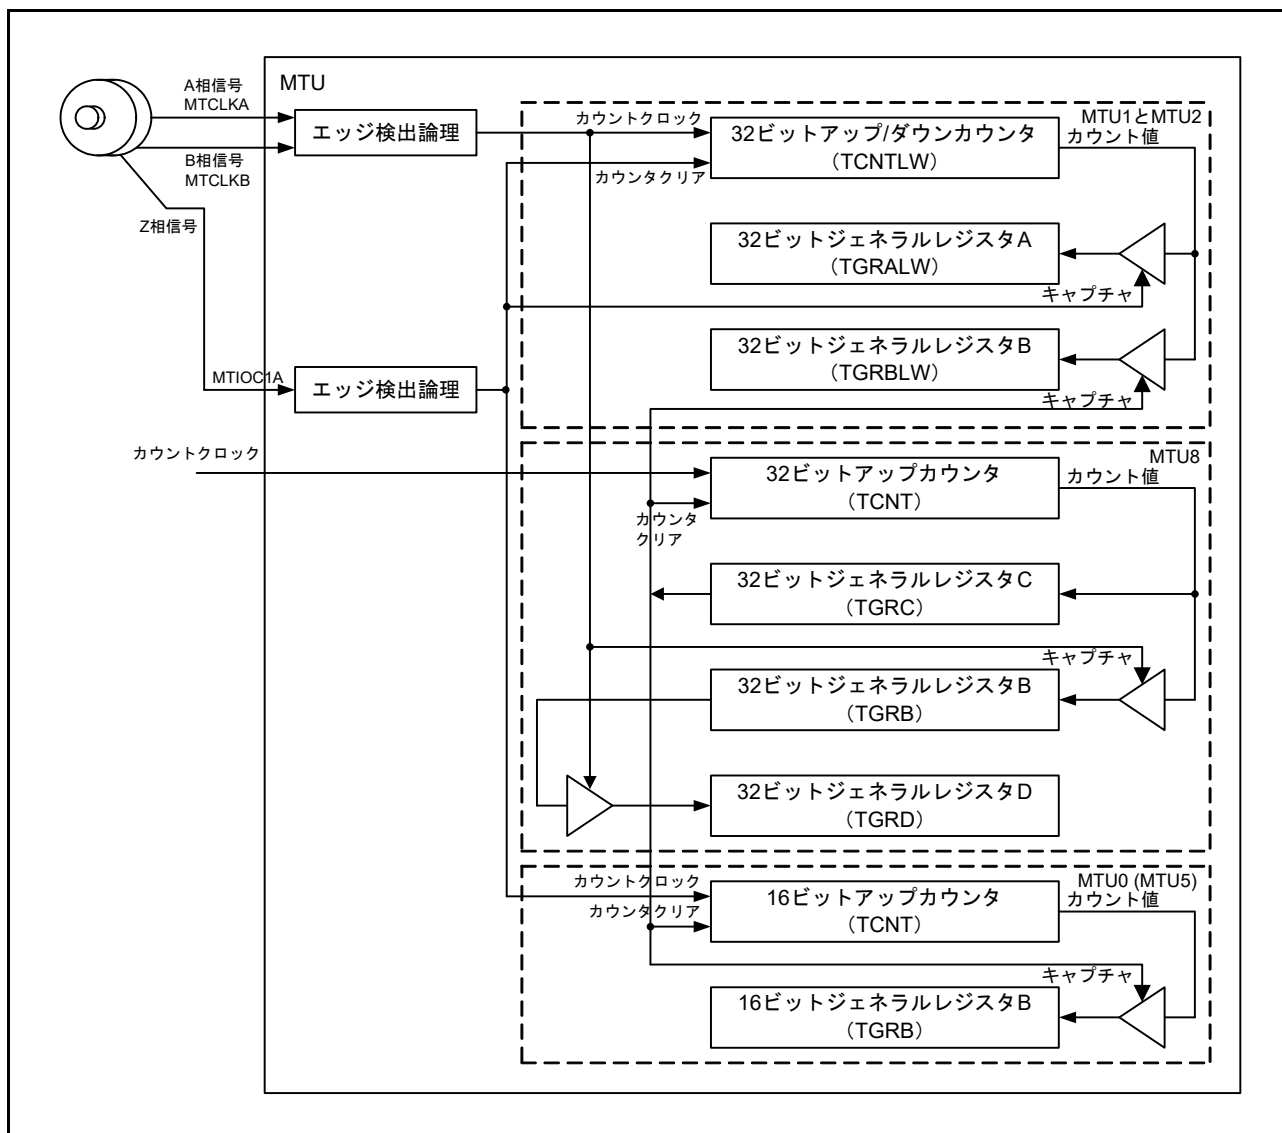 MTU
A相信号
MTCLKA
B相信号
MTCLKB
Z相信号
MTIOC1A
エッジ検出論理
エッジ検出論理
カウントクロック
MTU1とMTU2
カウントクロック
カウンタクリア
32ビットアップ/ダウンカウンタ
(TCNTLW)
カウント値
32ビットジェネラルレジスタA
(TGRALW)
キャプチャ
32ビットジェネラルレジスタB
(TGRBLW)
キャプチャ
MTU8
32ビットアップカウンタ
(TCNT)
カウント値
カウンタ
クリア
32ビットジェネラルレジスタC
(TGRC)
キャプチャ
32ビットジェネラルレジスタB
(TGRB)
32ビットジェネラルレジスタD
(TGRD)
MTU0 (MTU5)
カウントクロック
カウンタクリア
16ビットアップカウンタ
(TCNT)
カウント値
キャプチャ
16ビットジェネラルレジスタB
(TGRB)